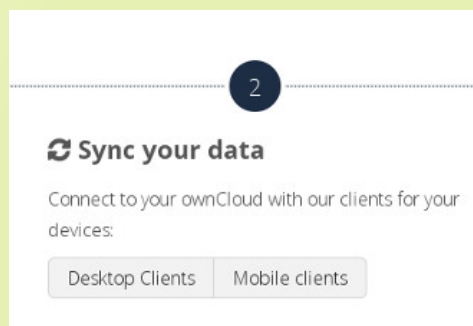 2
Sync your data
Connect to your ownCloud with our clients for your
devices:
Desktop Clients Mobile clients